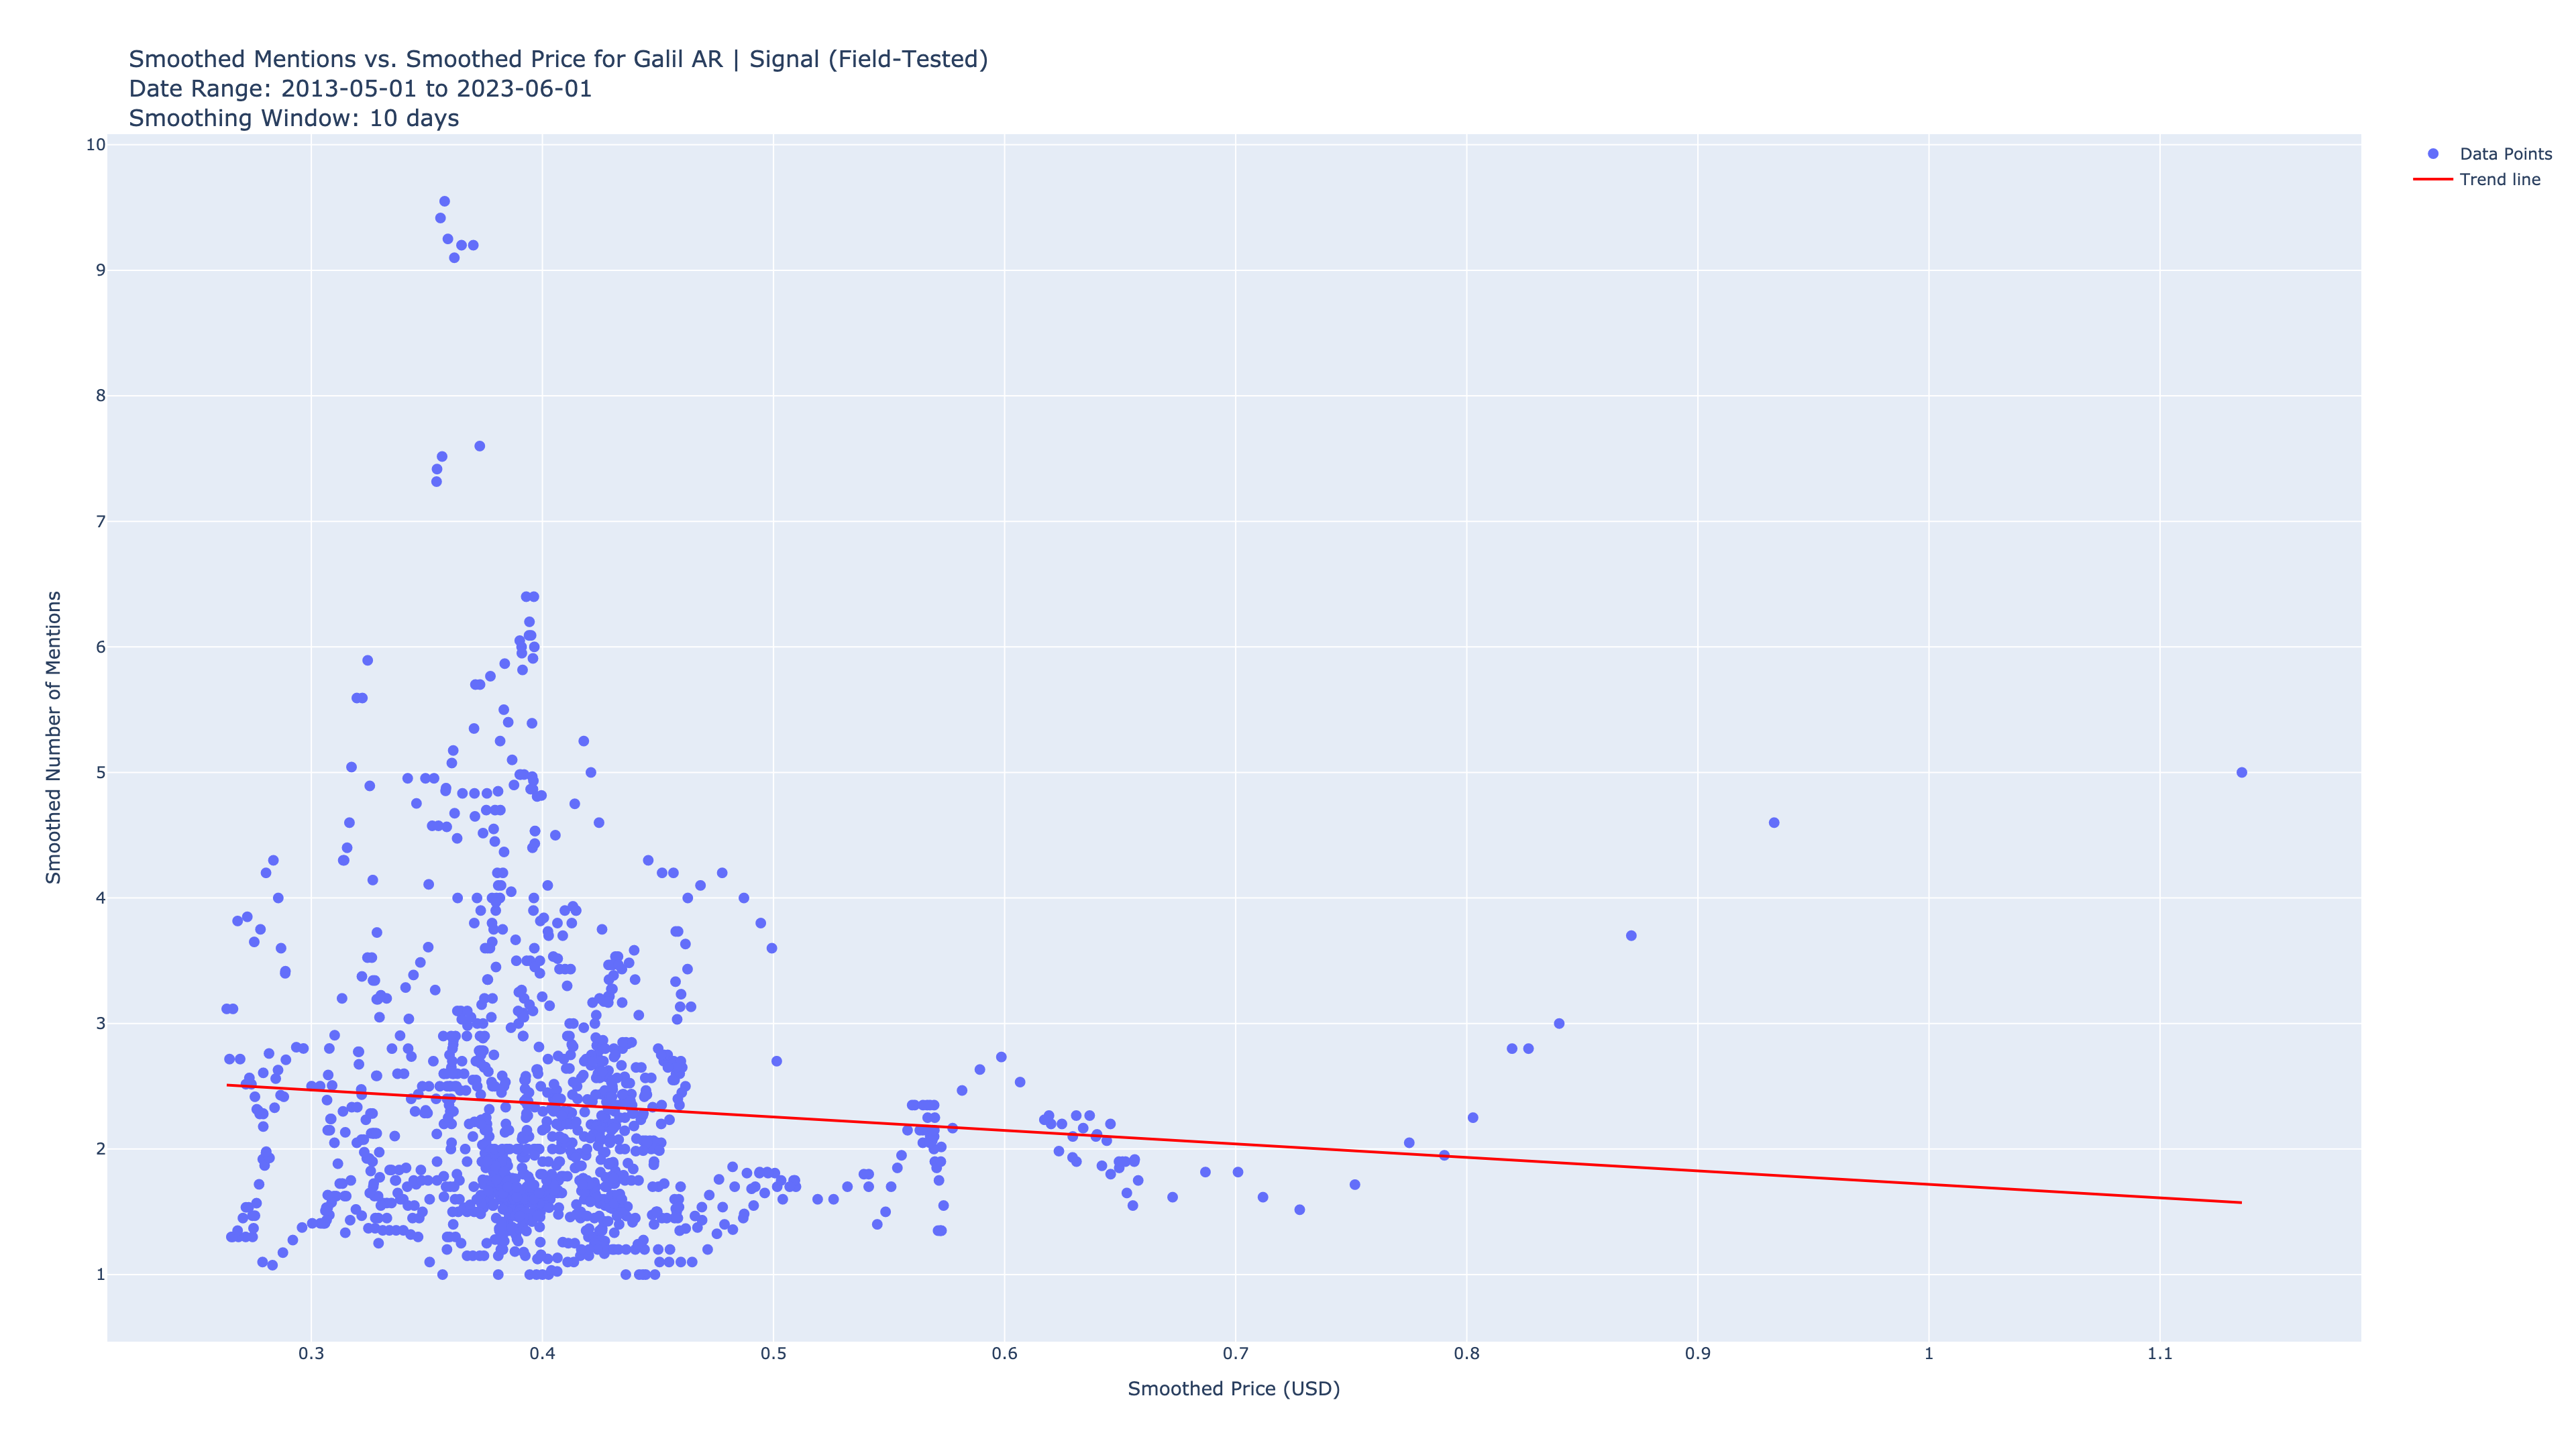 Smoothed Mentions vs. Smoothed Price for Galil AR | Signal (Field-Tested)
Date Range: 2013-05-01 to 2023-06-01
Smoothing Window: 10 days
Data Points
Trend line
Smoothed Number of Mentions
10
9
8
7
6
5
4
3
2
1
0.3 0.4 0.5 0.6 0.7 0.8 0.9 1 1.1
Smoothed Price (USD)